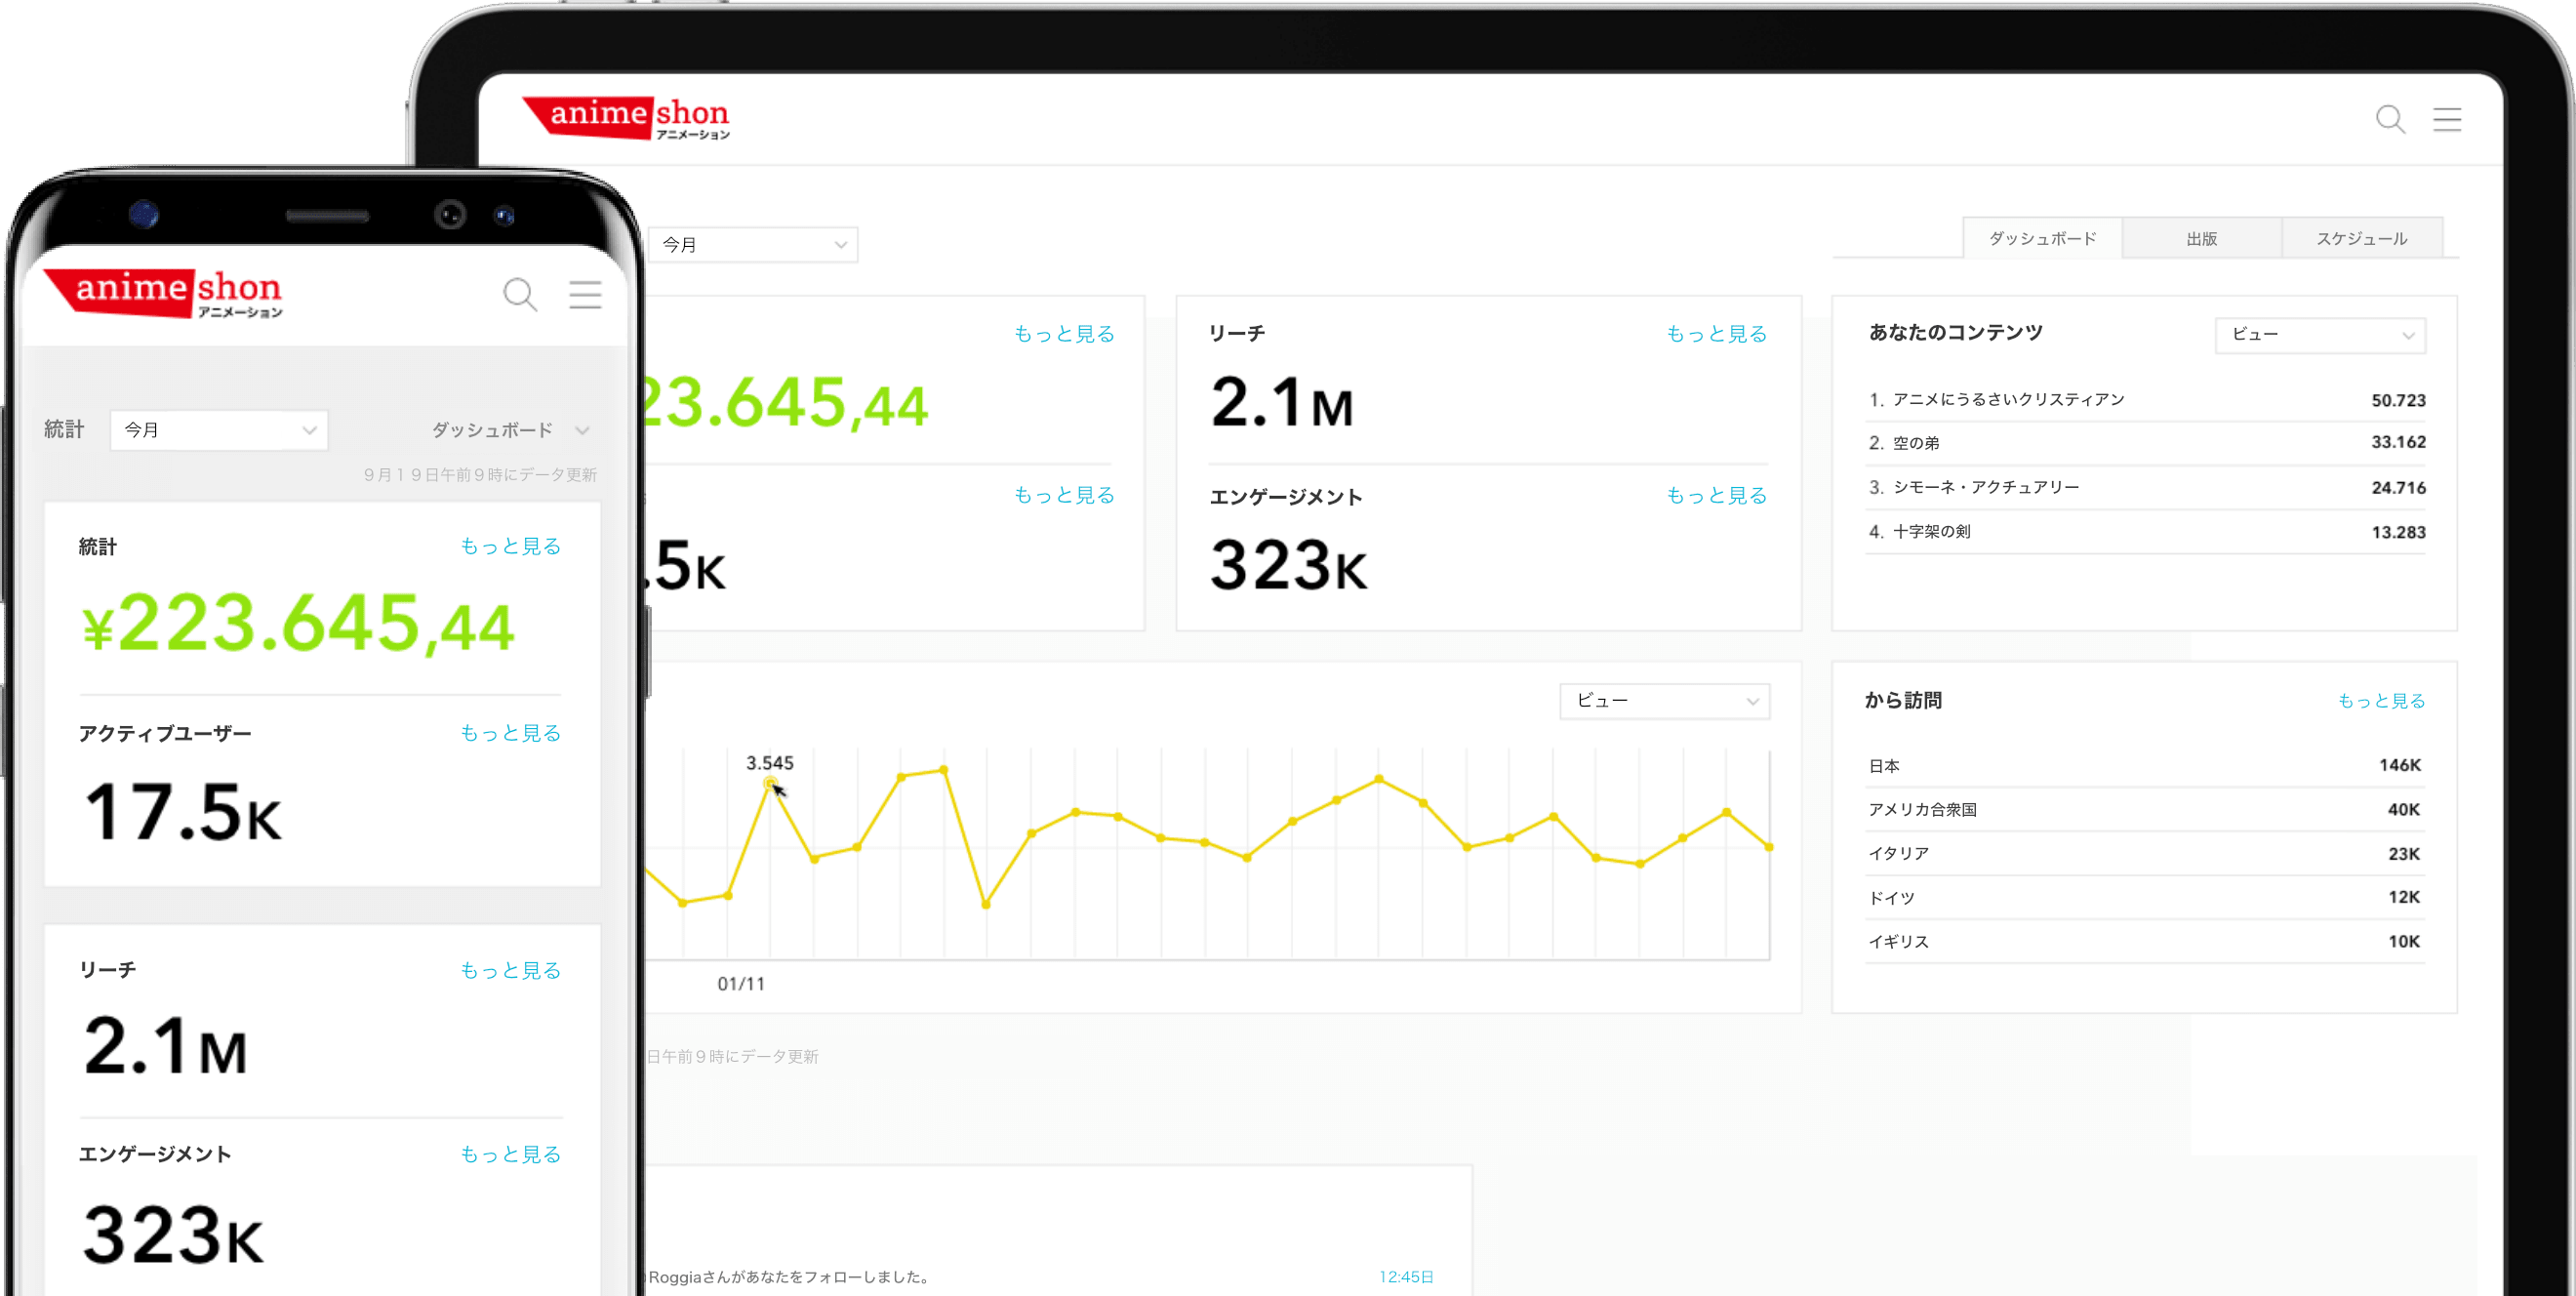 anime shon
アニメーション
今月
ダッシュボード
出版
スケジュール
もっと見る
23.645,44
もっと見る
.5K
リーチ
もっと見る
2.1M
エンゲージメント
もっと見る
323K
あなたのコンテンツ
ビュー
1. アニメにうるさいクリスティアン 50.723
2. 空の弟 33.162
3. シモーネ・アクチュアリー 24.716
4. 十字架の剣 13.283
ビュー
3.545
01/11
から訪問
もっと見る
日本 146K
アメリカ合衆国 40K
イタリア 23K
ドイツ 12K
イギリス 10K
日午前９時にデータ更新
Roggiaさんがあなたをフォローしました。
12:45日
anime shon
アニメーション
統計
今月
ダッシュボード
９月１９日午前９時にデータ更新
統計
もっと見る
¥223.645,44
アクティブユーザー
もっと見る
17.5K
リーチ
もっと見る
2.1M
エンゲージメント
もっと見る
323K